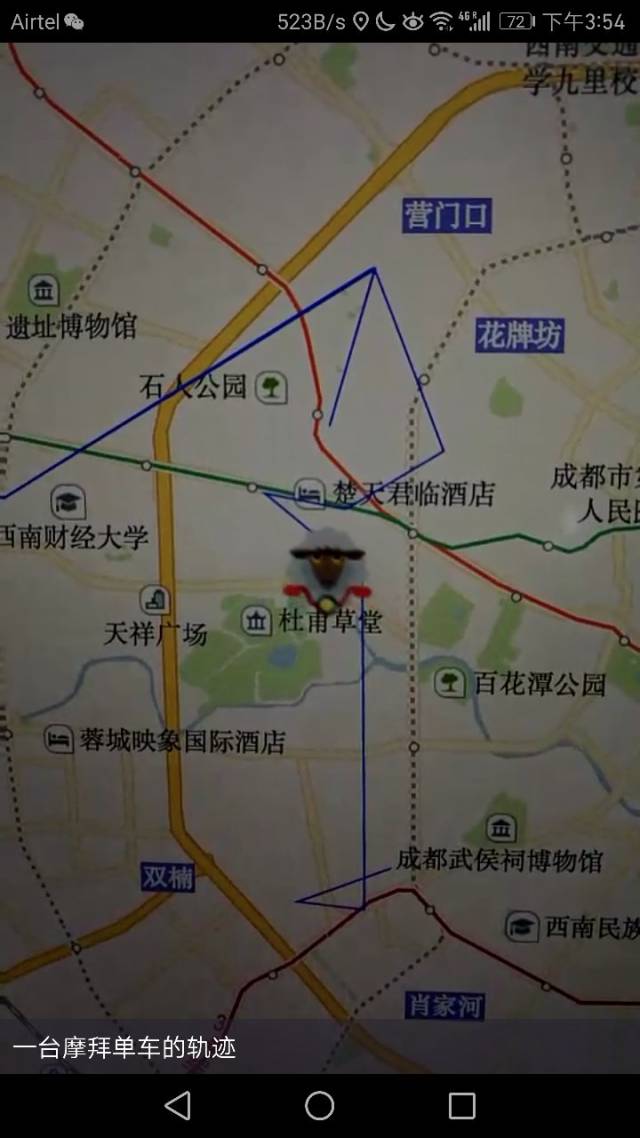 Airtel 523B/s 4G R 72 下午3:54
西南交通
学九里校
营门口
遗址博物馆
花牌坊
石人公园
成都市第
人民医
楚天君临酒店
西南财经大学
天祥广场
杜甫草堂
百花潭公园
蓉城映象国际酒店
成都武侯祠博物馆
双楠
西南民族
肖家河
3
一台摩拜单车的轨迹